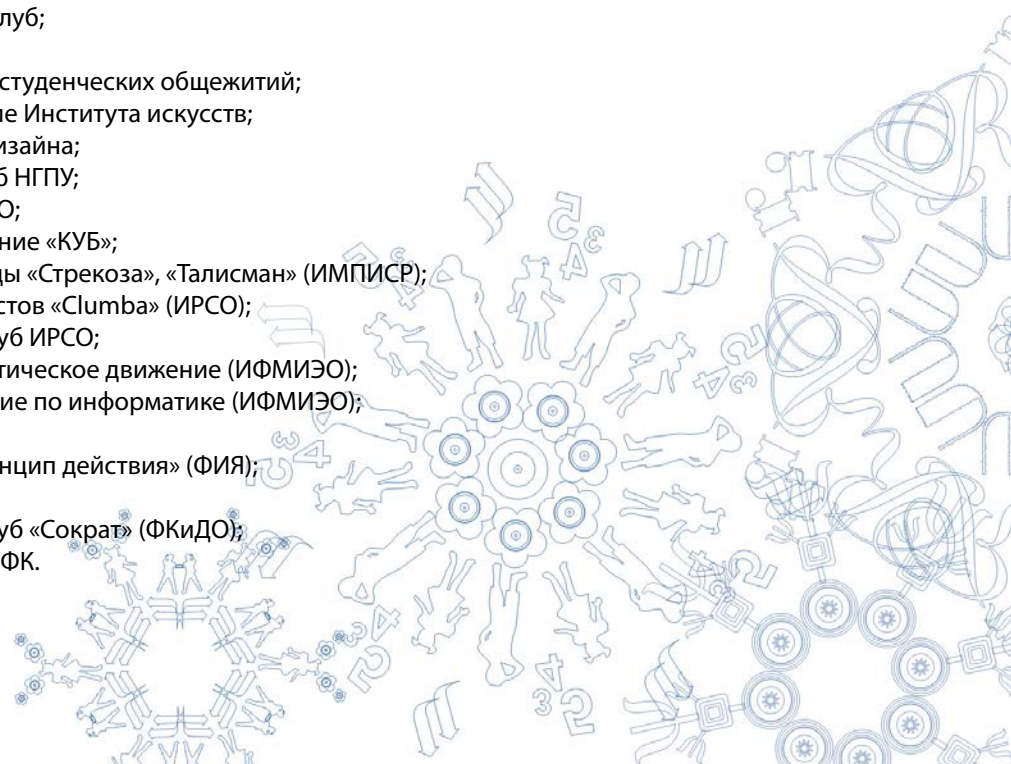 луб;
студенческих общежитий;
ие Института искусств;
изайна;
б НГПУ;
О;
ние «КУБ»;
ды «Стрекоза», «Талисман» (ИМПИСР);
стов «Clumba» (ИРСО);
уб ИРСО;
тическое движение (ИФМИЭО);
ие по информатике (ИФМИЭО);
нцип действия» (ФИЯ);
уб «Сократ» (ФКиДО);
ФК.